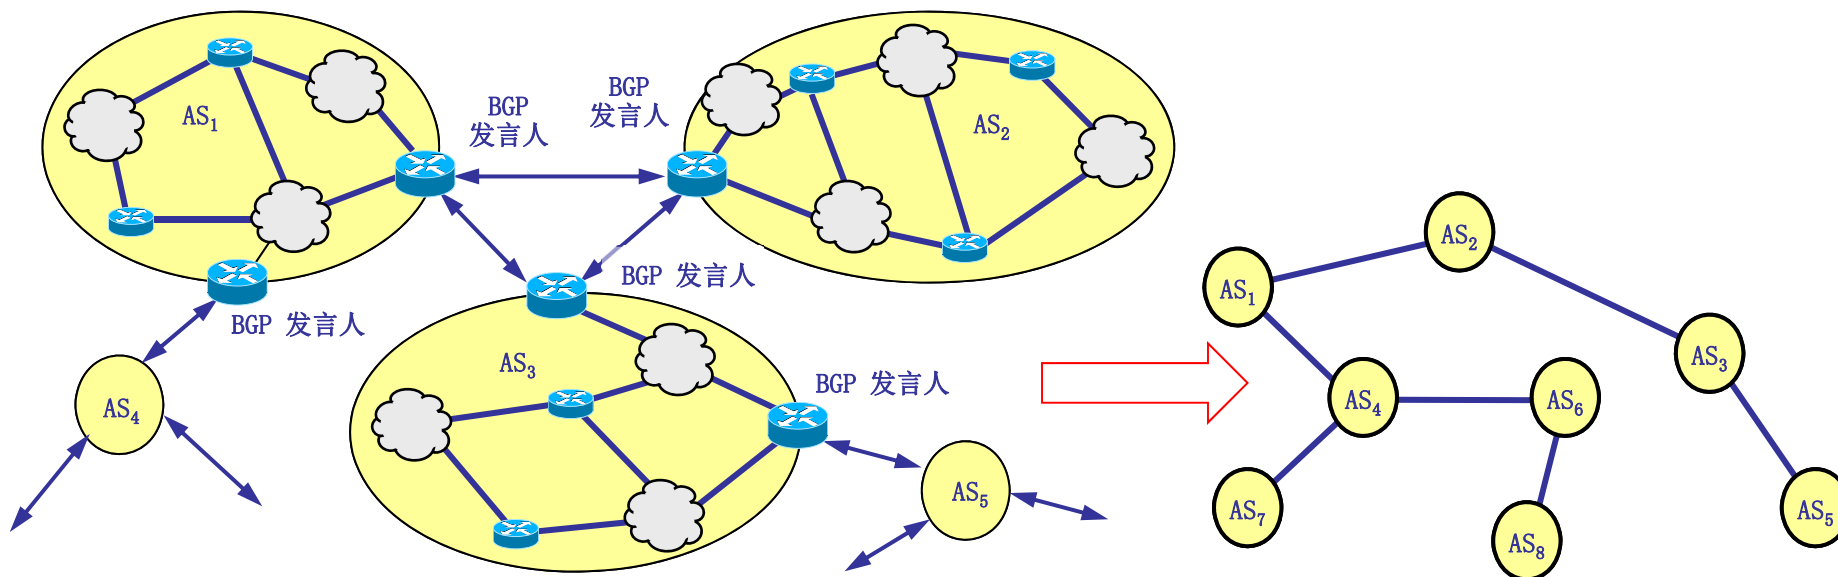 AS₁
BGP
发言人
BGP
发言人
AS₂
BGP 发言人
BGP 发言人
AS₃
BGP 发言人
AS₄
AS₅
AS₂
AS₁
AS₃
AS₄
AS₆
AS₇
AS₈
AS₅